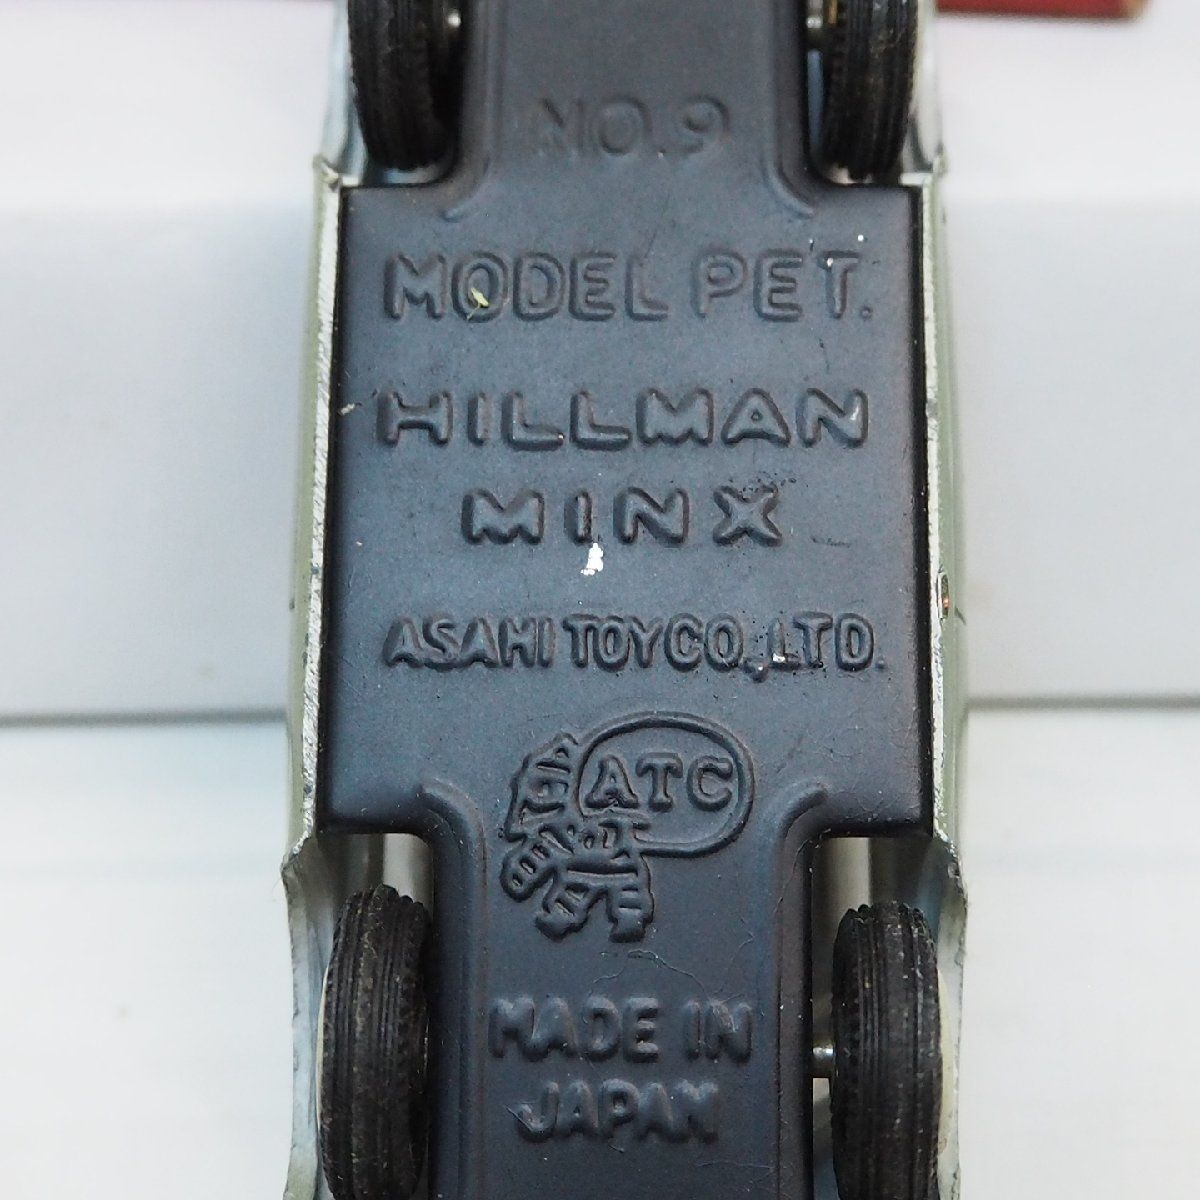 NO.9
MODEL PET.
HILLMAN
MINX
ASAHI TOY CO., LTD.
ATC
MADE IN
JAPAN